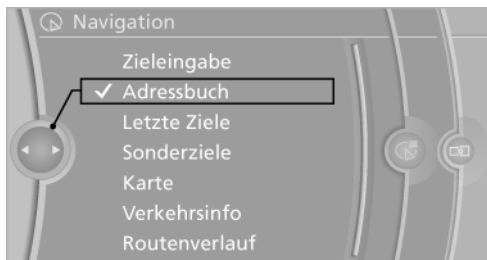 Navigation
Zieleingabe
Adressbuch
Letzte Ziele
Sonderziele
Karte
Verkehrsinfo
Routenverlauf